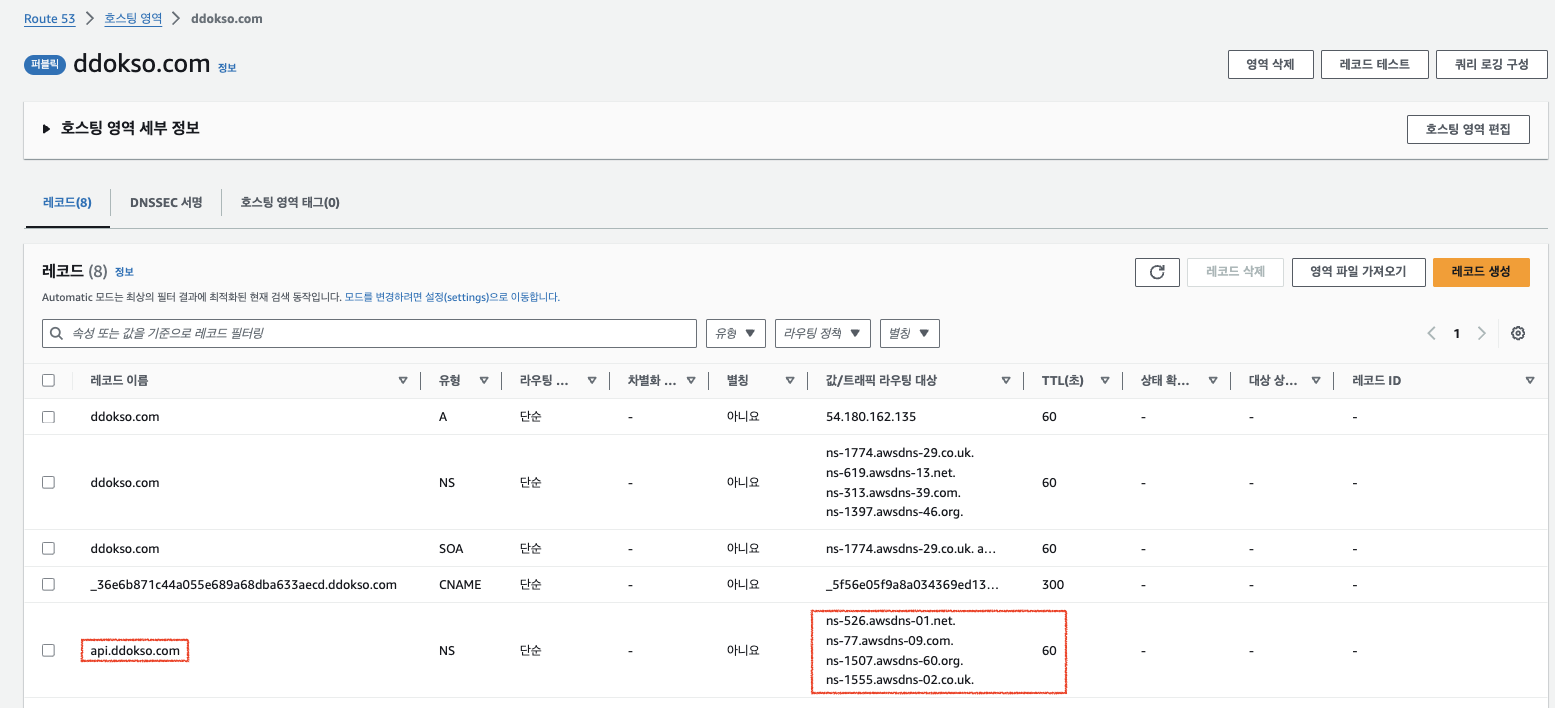 Route 53 > 호스팅 영역 > ddokso.com
퍼블릭 ddokso.com 정보
영역 삭제 레코드 테스트 쿼리 로깅 구성
호스팅 영역 세부 정보
호스팅 영역 편집
레코드(8) DNSSEC 서명 호스팅 영역 태그(0)
레코드 (8) 정보
레코드 삭제 영역 파일 가져오기 레코드 생성
Automatic 모드는 최상의 필터 결과에 최적화된 현재 검색 동작입니다. 모드를 변경하려면 설정(settings)으로 이동합니다.
속성 또는 값을 기준으로 레코드 필터링 유형 라우팅 정책 별칭 1
레코드 이름 유형 라우팅 ... 차별화 ... 별칭 값/트래픽 라우팅 대상 TTL(초) 상태 확... 대상 상... 레코드 ID
ddokso.com A 단순 - 아니요 54.180.162.135 60 - - -
ddokso.com NS 단순 - 아니요 ns-1774.awsdns-29.co.uk.
ns-619.awsdns-13.net.
ns-313.awsdns-39.com.
ns-1397.awsdns-46.org. 60 - - -
ddokso.com SOA 단순 - 아니요 ns-1774.awsdns-29.co.uk. a... 60 - - -
_36e6b871c44a055e689a68dba633aecd.ddokso.com CNAME 단순 - 아니요 _5f56e05f9a8a034369ed13... 300 - - -
api.ddokso.com NS 단순 - 아니요 ns-526.awsdns-01.net.
ns-77.awsdns-09.com.
ns-1507.awsdns-60.org.
ns-1555.awsdns-02.co.uk. 60 - - -